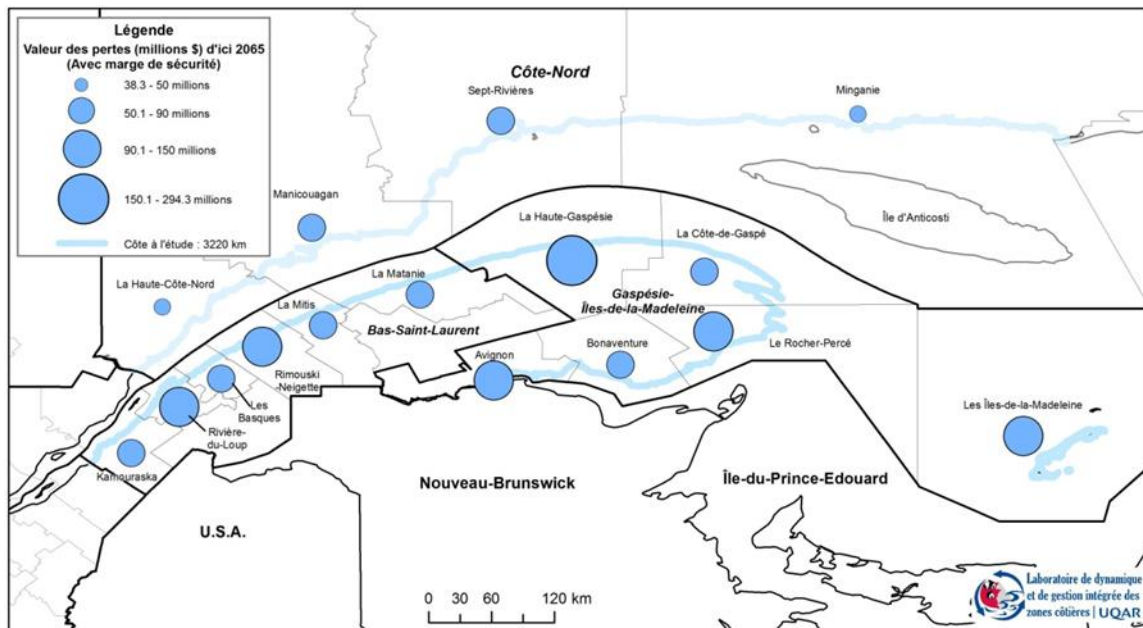 Légende
Valeur des pertes (millions $) d'ici 2065
(Avec marge de sécurité)
38.3 - 50 millions
50.1 - 90 millions
90.1 - 150 millions
150.1 - 294.3 millions
Côte à l'étude : 3220 km
Côte-Nord
Sept-Rivières
Minganie
Manicouagan
La Haute-Gaspésie
La Côte-de-Gaspé
Île d'Anticosti
La Haute-Côte-Nord
La Matanie
La Mitis
Gaspésie-
Îles-de-la-Madeleine
Bas-Saint-Laurent
Le Rocher-Percé
Bonaventure
Avignon
Rimouski
-Neigette
Les
Basques
Rivière-
du-Loup
Kamouraska
Les Îles-de-la-Madeleine
Nouveau-Brunswick
Île-du-Prince-Edouard
U.S.A.
0 30 60 120 km
Laboratoire de dynamique
et de gestion intégrée des
zones côtières | UQAR